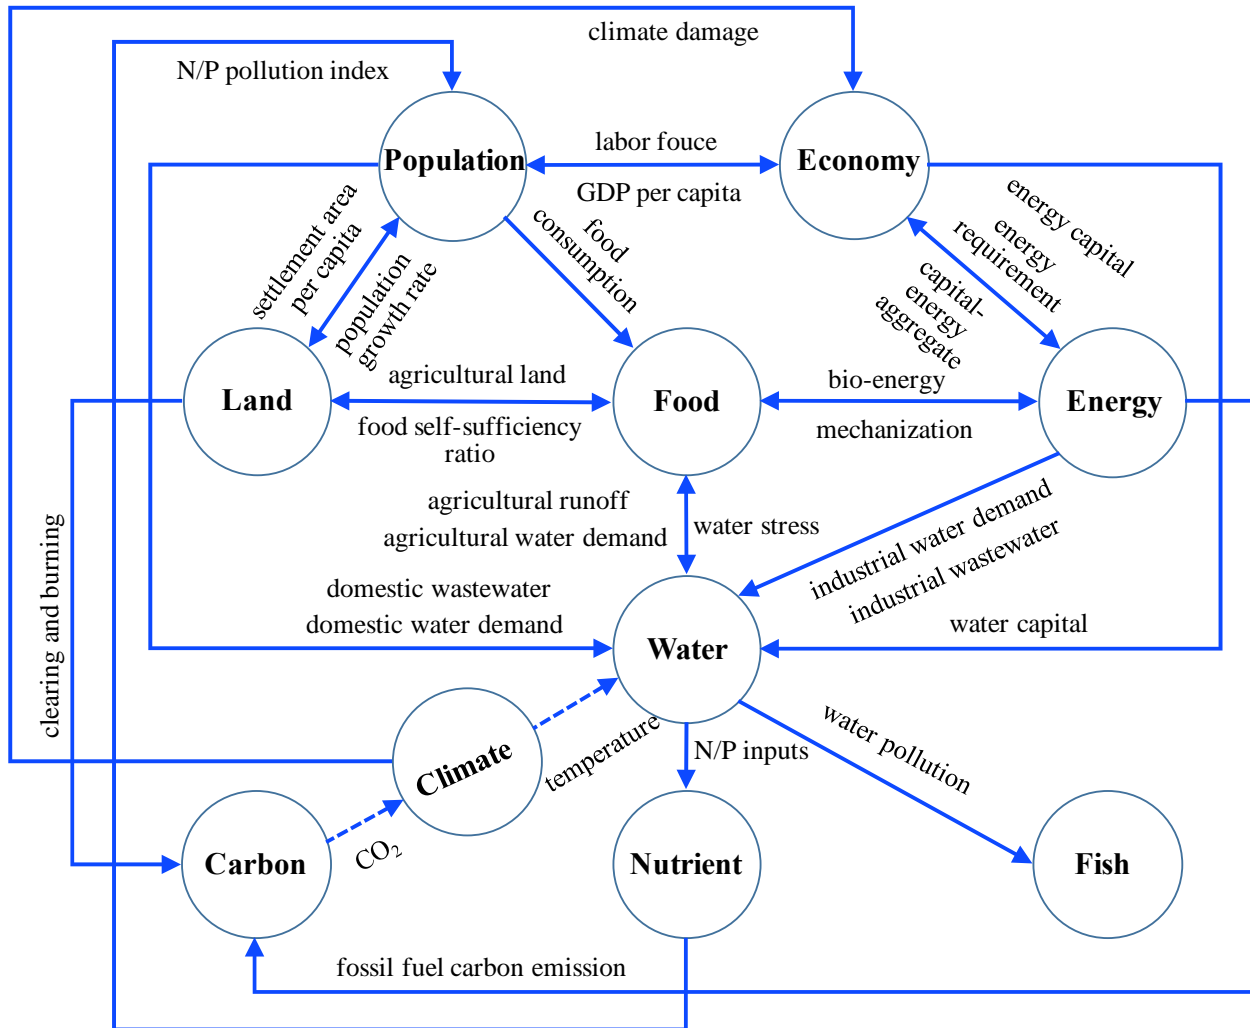 climate damage
N/P pollution index
labor fouce
Population
Economy
GDP per capita
energy capital
energy
requirement
capital-
energy
aggregate
settlement area
per capita
population
growth rate
food
consumption
agricultural land
bio-energy
Land
Food
Energy
food self-sufficiency
ratio
mechanization
agricultural runoff
agricultural water demand
water stress
industrial water demand
industrial wastewater
clearing and burning
domestic wastewater
domestic water demand
water capital
Water
Climate
temperature
N/P inputs
water pollution
Carbon
CO₂
Nutrient
Fish
fossil fuel carbon emission